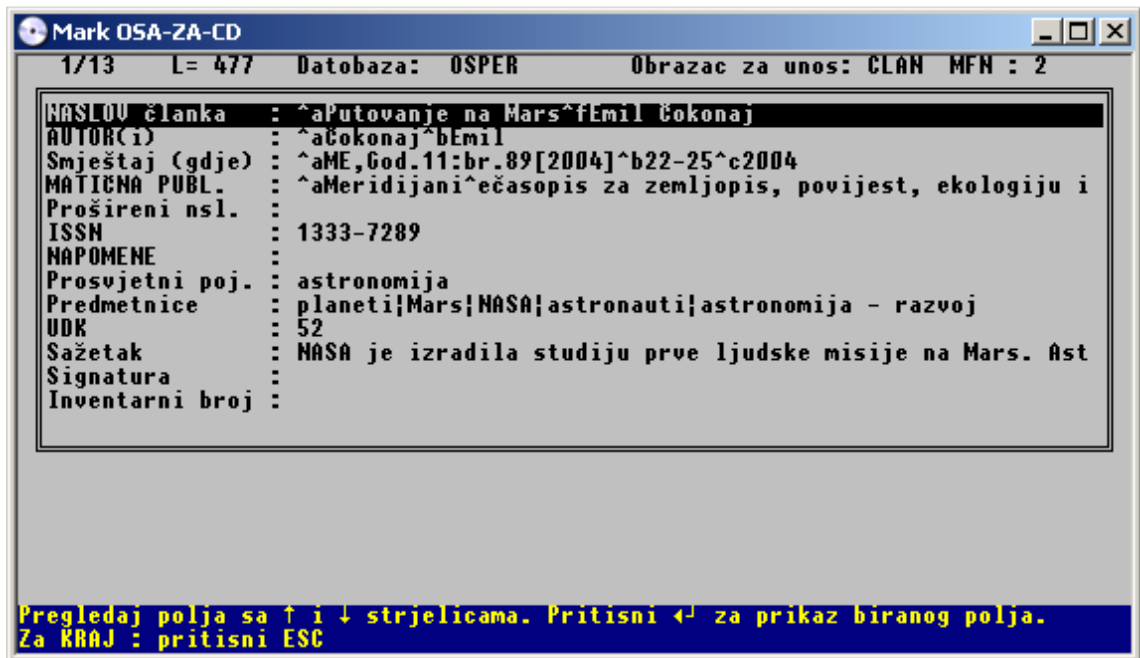 Mark OSA-ZA-CD
1/13 L= 477 Datobaza: OSPER Obrazac za unos: CLAN MFN : 2
NASLOV članka : ^aPutovanje na Mars^fEmil Čokonaj
AUTOR(i) : ^aČokonaj^bEmil
Smještaj (gdje) : ^aME,God.11:br.89[2004]^b22-25^c2004
MATIČNA PUBL. : ^aMeridijani^ečasopis za zemljopis, povijest, ekologiju i
Prošireni nsl. :
ISSN : 1333-7289
NAPOMENE :
Prosvjetni poj. : astronomija
Predmetnice : planeti¦Mars¦NASA¦astronauti¦astronomija - razvoj
UDK : 52
Sažetak : NASA je izradila studiju prve ljudske misije na Mars. Ast
Signatura :
Inventarni broj :
Pregledaj polja sa ↑ i ↓ strjelicama. Pritisni ◄┘ za prikaz biranog polja.
Za KRAJ : pritisni ESC